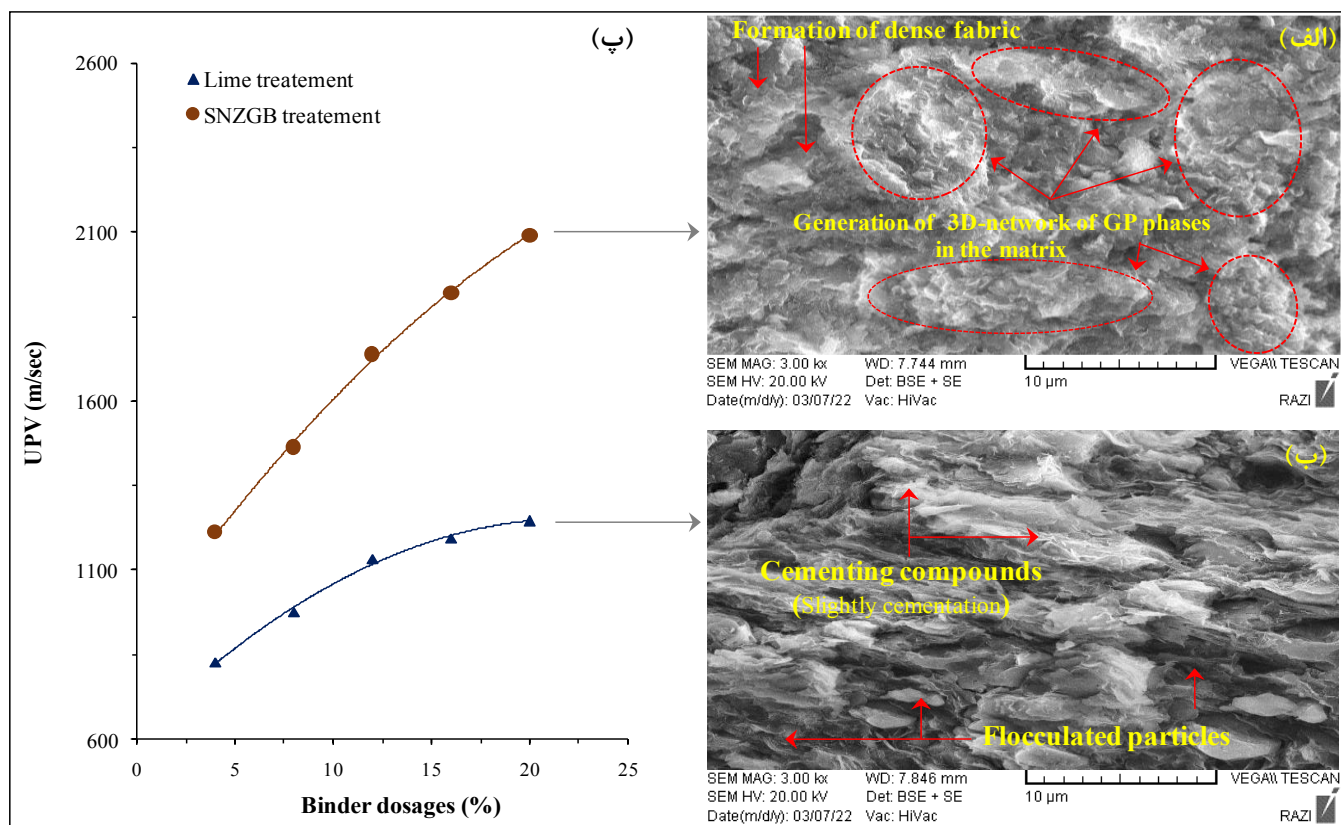 (پ)
Lime treatement
SNZGB treatement
2600
2100
1600
1100
600
UPV (m/sec)
0 5 10 15 20 25
Binder dosages (%)
(الف)
Formation of dense fabric
Generation of 3D-network of GP phases
in the matrix
SEM MAG: 3.00 kx WD: 7.744 mm VEGA\\ TESCAN
SEM HV: 20.00 kV Det: BSE + SE 10 µm
Date(m/d/y): 03/07/22 Vac: HiVac RAZI
(ب)
Cementing compounds
(Slightly cementation)
Flocculated particles
SEM MAG: 3.00 kx WD: 7.846 mm VEGA\\ TESCAN
SEM HV: 20.00 kV Det: BSE + SE 10 µm
Date(m/d/y): 03/07/22 Vac: HiVac RAZI